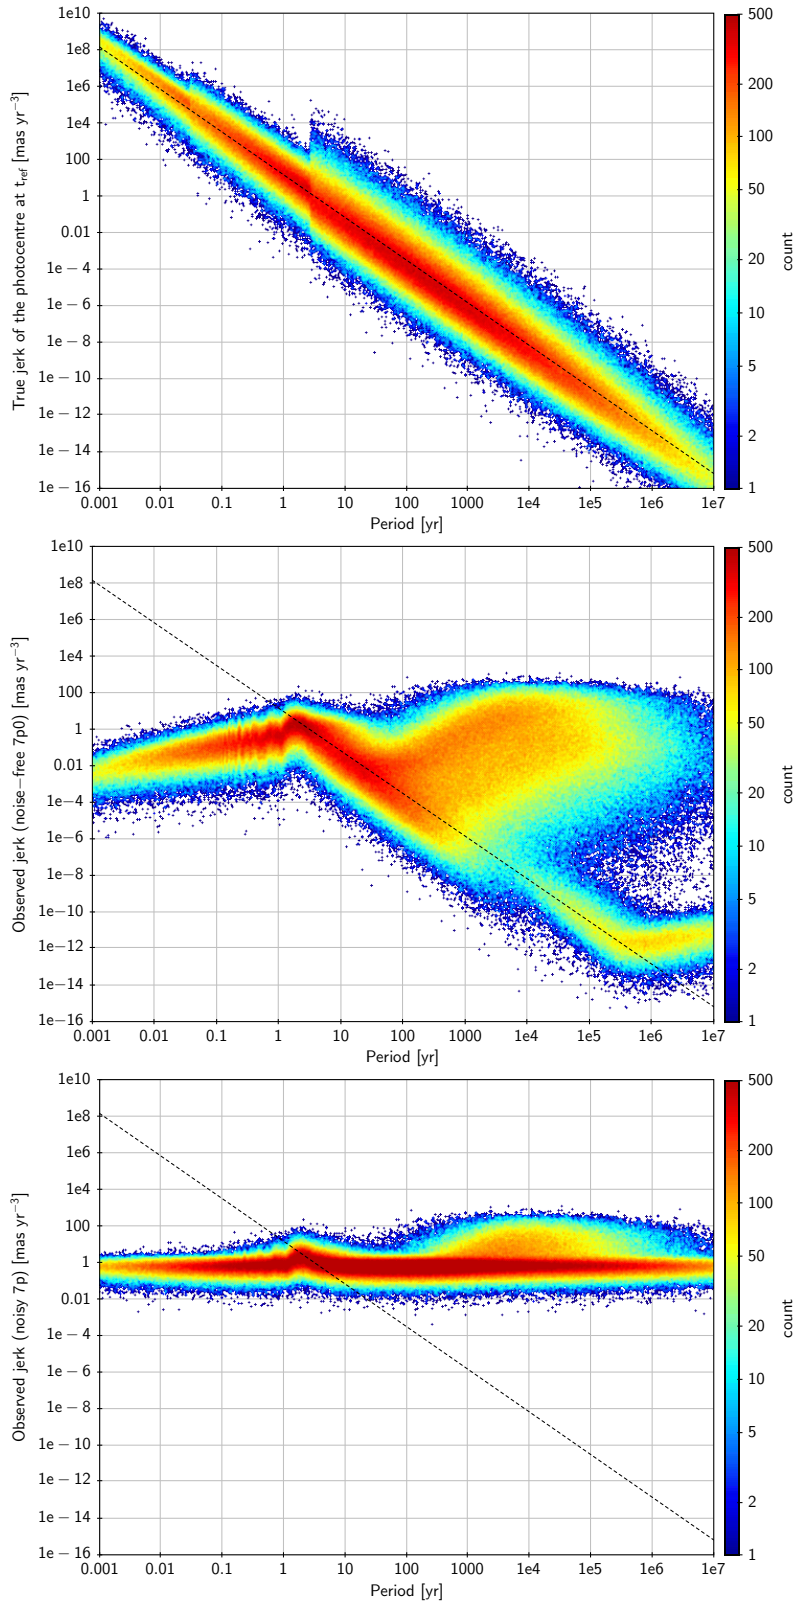 True jerk of the photocentre at t_ref [mas yr⁻³]
1e10
1e8
1e6
1e4
100
1
0.01
1e − 4
1e − 6
1e − 8
1e − 10
1e − 12
1e − 14
1e − 16
0.001 0.01 0.1 1 10 100 1000 1e4 1e5 1e6 1e7
Period [yr]
500
200
100
50
20
10
5
2
1
count
Observed jerk (noise−free 7p0) [mas yr⁻³]
1e10
1e8
1e6
1e4
100
1
0.01
1e − 4
1e − 6
1e − 8
1e − 10
1e − 12
1e − 14
1e − 16
0.001 0.01 0.1 1 10 100 1000 1e4 1e5 1e6 1e7
Period [yr]
500
200
100
50
20
10
5
2
1
count
Observed jerk (noisy 7p) [mas yr⁻³]
1e10
1e8
1e6
1e4
100
1
0.01
1e − 4
1e − 6
1e − 8
1e − 10
1e − 12
1e − 14
1e − 16
0.001 0.01 0.1 1 10 100 1000 1e4 1e5 1e6 1e7
Period [yr]
500
200
100
50
20
10
5
2
1
count